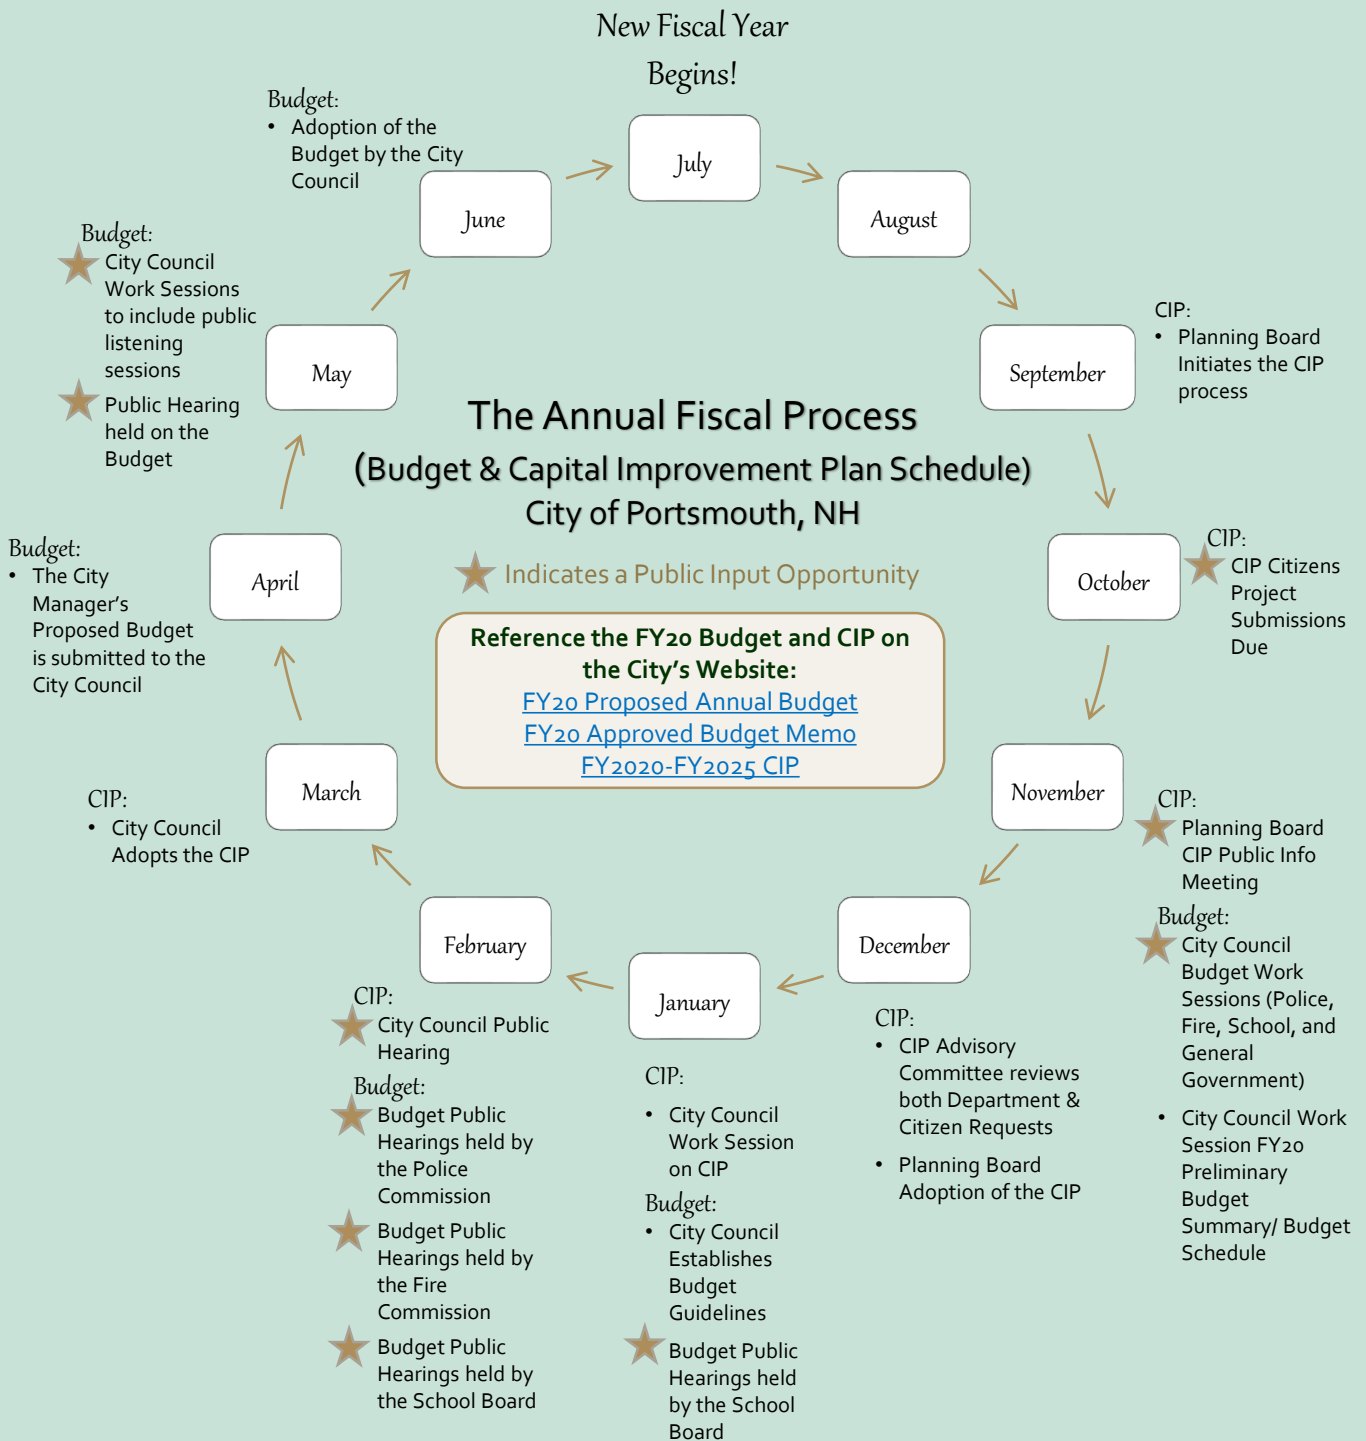 New Fiscal Year
Begins!
July
August
September
CIP:
• Planning Board
Initiates the CIP
process
October
CIP:
CIP Citizens
Project
Submissions
Due
November
CIP:
Planning Board
CIP Public Info
Meeting
Budget:
City Council
Budget Work
Sessions (Police,
Fire, School, and
General
Government)
• City Council Work
Session FY20
Preliminary
Budget
Summary/ Budget
Schedule
December
CIP:
• CIP Advisory
Committee reviews
both Department &
Citizen Requests
• Planning Board
Adoption of the CIP
January
CIP:
• City Council
Work Session
on CIP
Budget:
• City Council
Establishes
Budget
Guidelines
Budget Public
Hearings held
by the School
Board
February
CIP:
City Council Public
Hearing
Budget:
Budget Public
Hearings held by
the Police
Commission
Budget Public
Hearings held by
the Fire
Commission
Budget Public
Hearings held by
the School Board
March
CIP:
• City Council
Adopts the CIP
April
Budget:
• The City
Manager’s
Proposed Budget
is submitted to the
City Council
May
Budget:
City Council
Work Sessions
to include public
listening
sessions
Public Hearing
held on the
Budget
June
Budget:
• Adoption of the
Budget by the City
Council
The Annual Fiscal Process
(Budget & Capital Improvement Plan Schedule)
City of Portsmouth, NH
Indicates a Public Input Opportunity
Reference the FY20 Budget and CIP on
the City’s Website:
FY20 Proposed Annual Budget
FY20 Approved Budget Memo
FY2020-FY2025 CIP